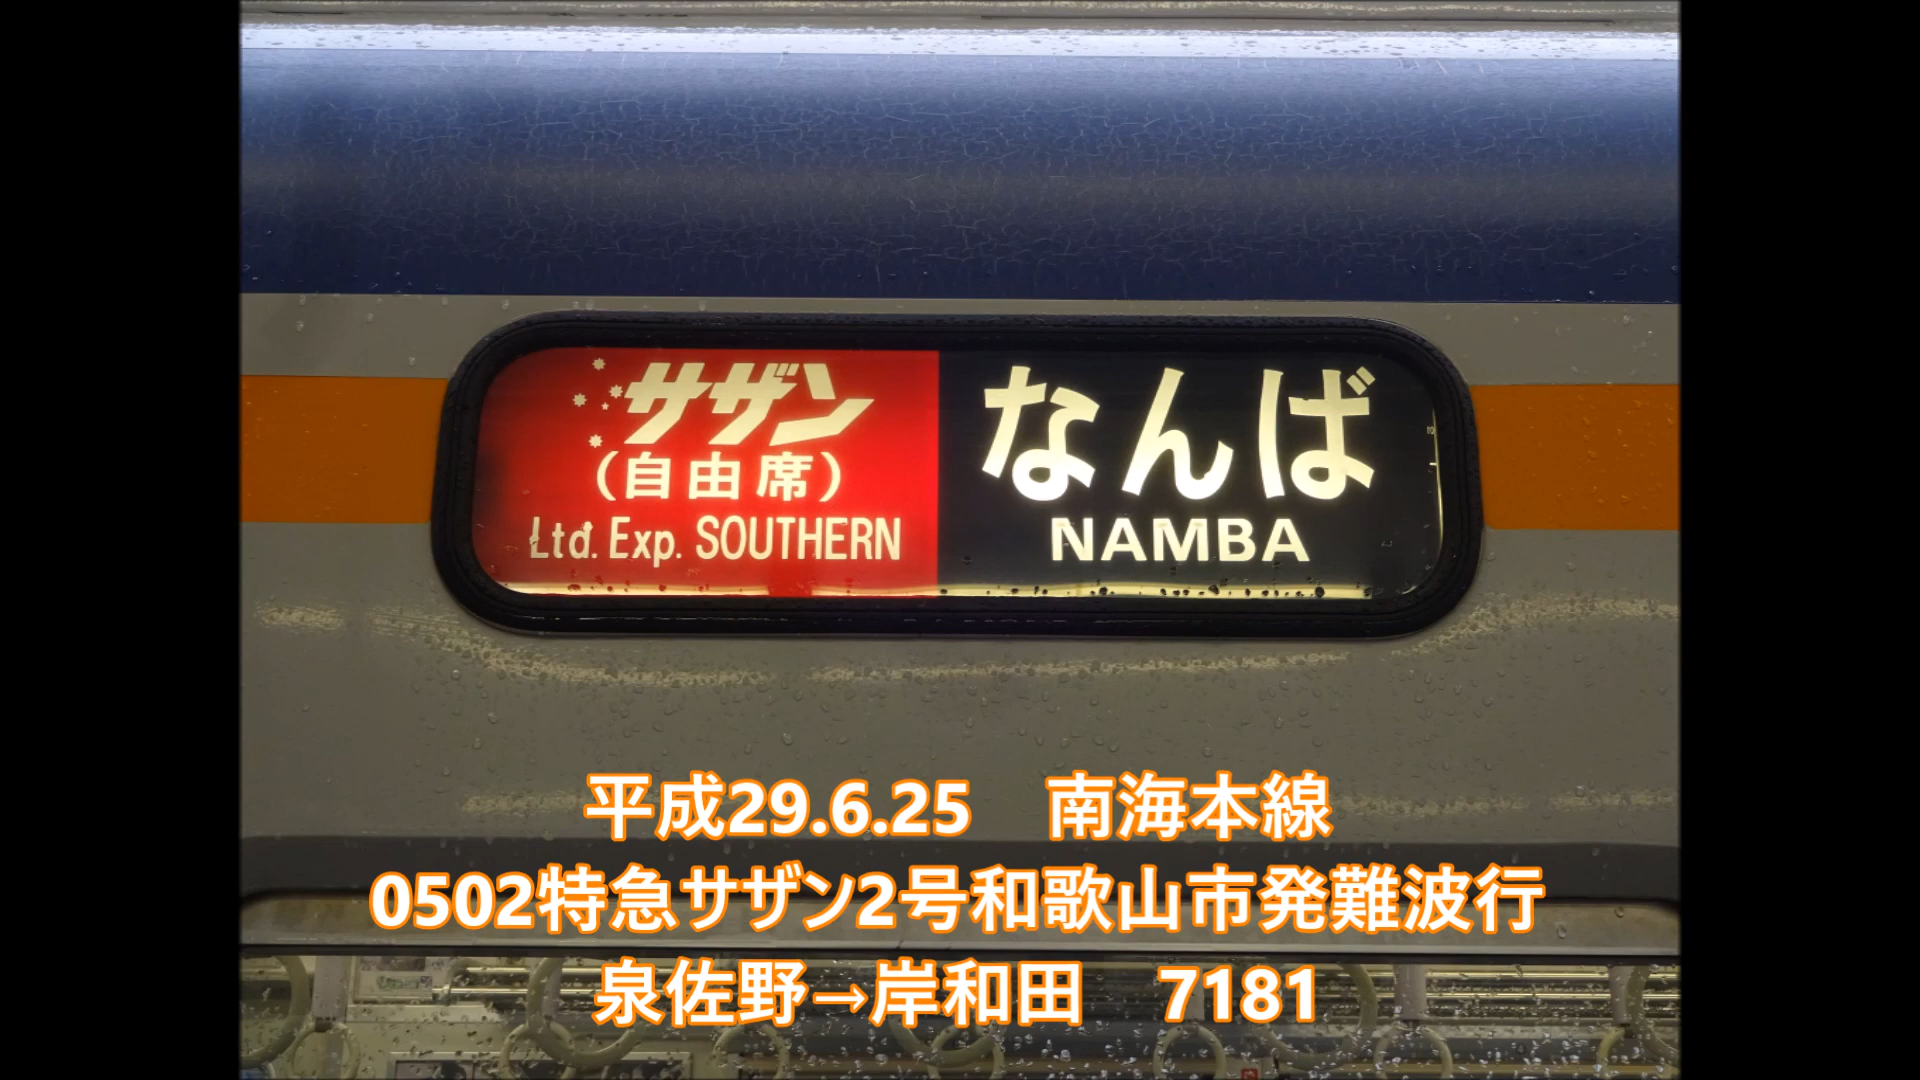 サザン
(自由席)
Ltd. Exp. SOUTHERN
なんば
NAMBA
平成29.6.25　南海本線
0502特急サザン2号和歌山市発難波行
泉佐野→岸和田　7181